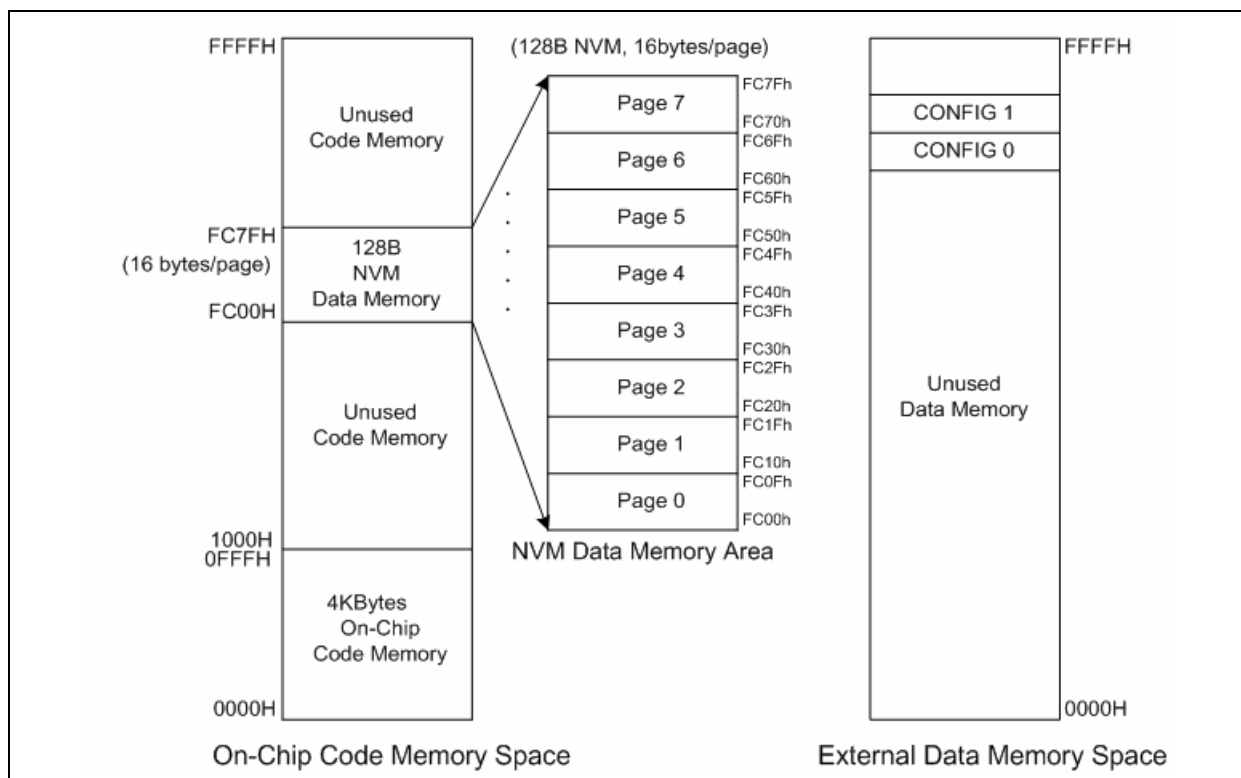 FFFFH
Unused
Code Memory
FC7FH
(16 bytes/page)
128B
NVM
Data Memory
FC00H
Unused
Code Memory
1000H
0FFFH
4KBytes
On-Chip
Code Memory
0000H
On-Chip Code Memory Space
(128B NVM, 16bytes/page)
FC7Fh
Page 7
FC70h
FC6Fh
Page 6
FC60h
FC5Fh
Page 5
FC50h
FC4Fh
Page 4
FC40h
FC3Fh
Page 3
FC30h
FC2Fh
Page 2
FC20h
FC1Fh
Page 1
FC10h
FC0Fh
Page 0
FC00h
NVM Data Memory Area
FFFFH
CONFIG 1
CONFIG 0
Unused
Data Memory
0000H
External Data Memory Space